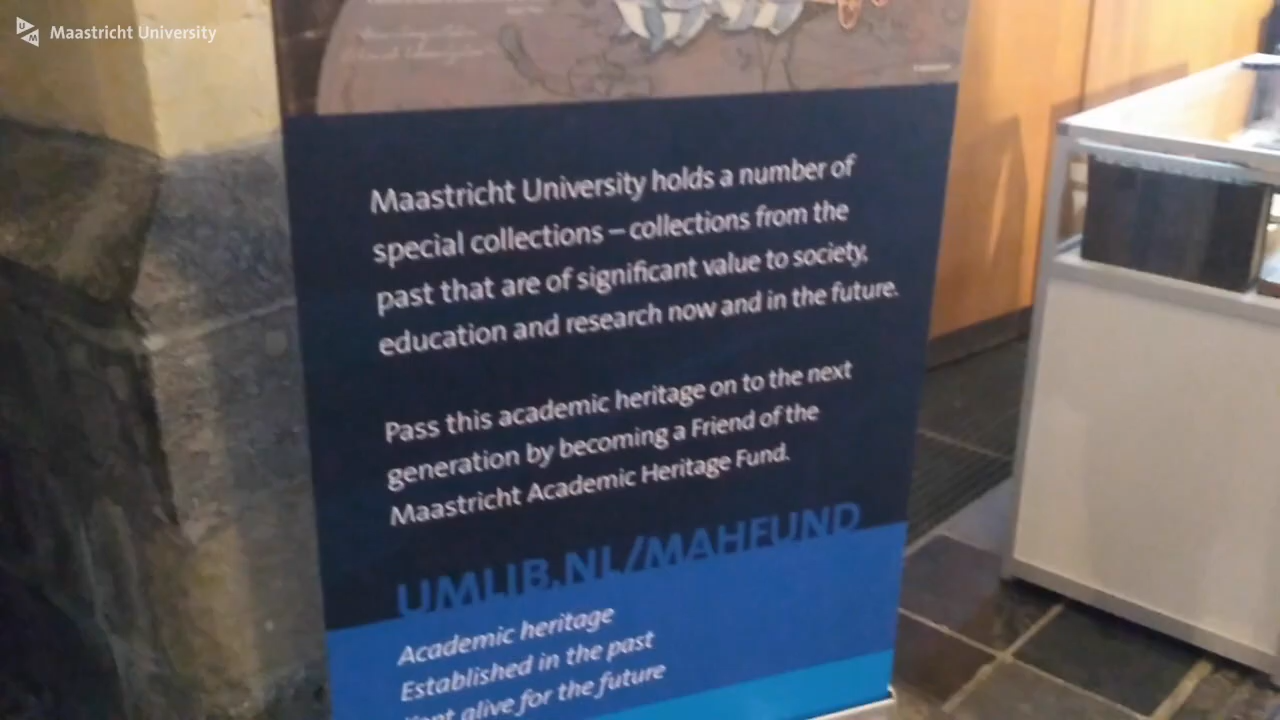 Maastricht University
Maastricht University holds a number of
special collections – collections from the
past that are of significant value to society,
education and research now and in the future.
Pass this academic heritage on to the next
generation by becoming a Friend of the
Maastricht Academic Heritage Fund.
UMLIB.NL/MAHFUND
Academic heritage
Established in the past
Kept alive for the future